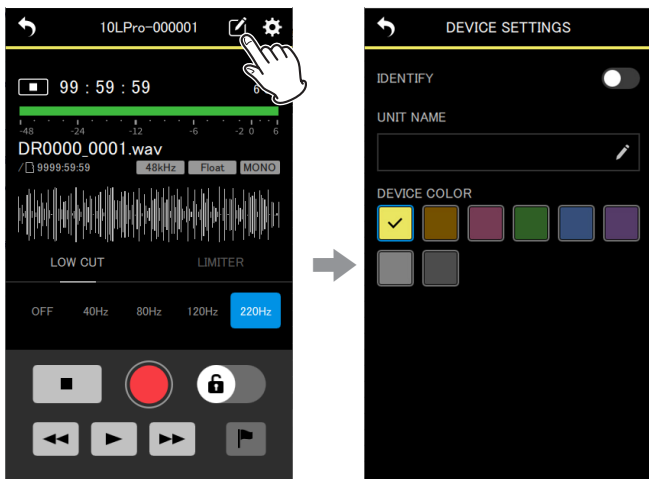 10LPro-000001
99 : 59 : 59
6
-48 -24 -12 -6 -2 0 6
DR0000_0001.wav
/ 9999:59:59 48kHz Float MONO
LOW CUT LIMITER
OFF 40Hz 80Hz 120Hz 220Hz
DEVICE SETTINGS
IDENTIFY
UNIT NAME
DEVICE COLOR